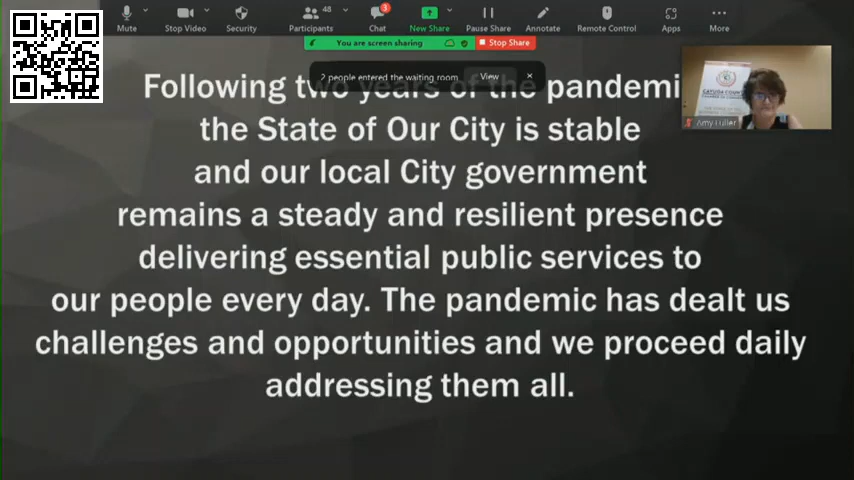 Mute
Stop Video
Security
Participants
48
Chat
3
New Share
Pause Share
Annotate
Remote Control
Apps
More
You are screen sharing
Stop Share
2 people entered the waiting room
View
Following two years of the pandemi
the State of Our City is stable
and our local City government
remains a steady and resilient presence
delivering essential public services to
our people every day. The pandemic has dealt us
challenges and opportunities and we proceed daily
addressing them all.
CAYUGA COUNTY
Amy Fuller